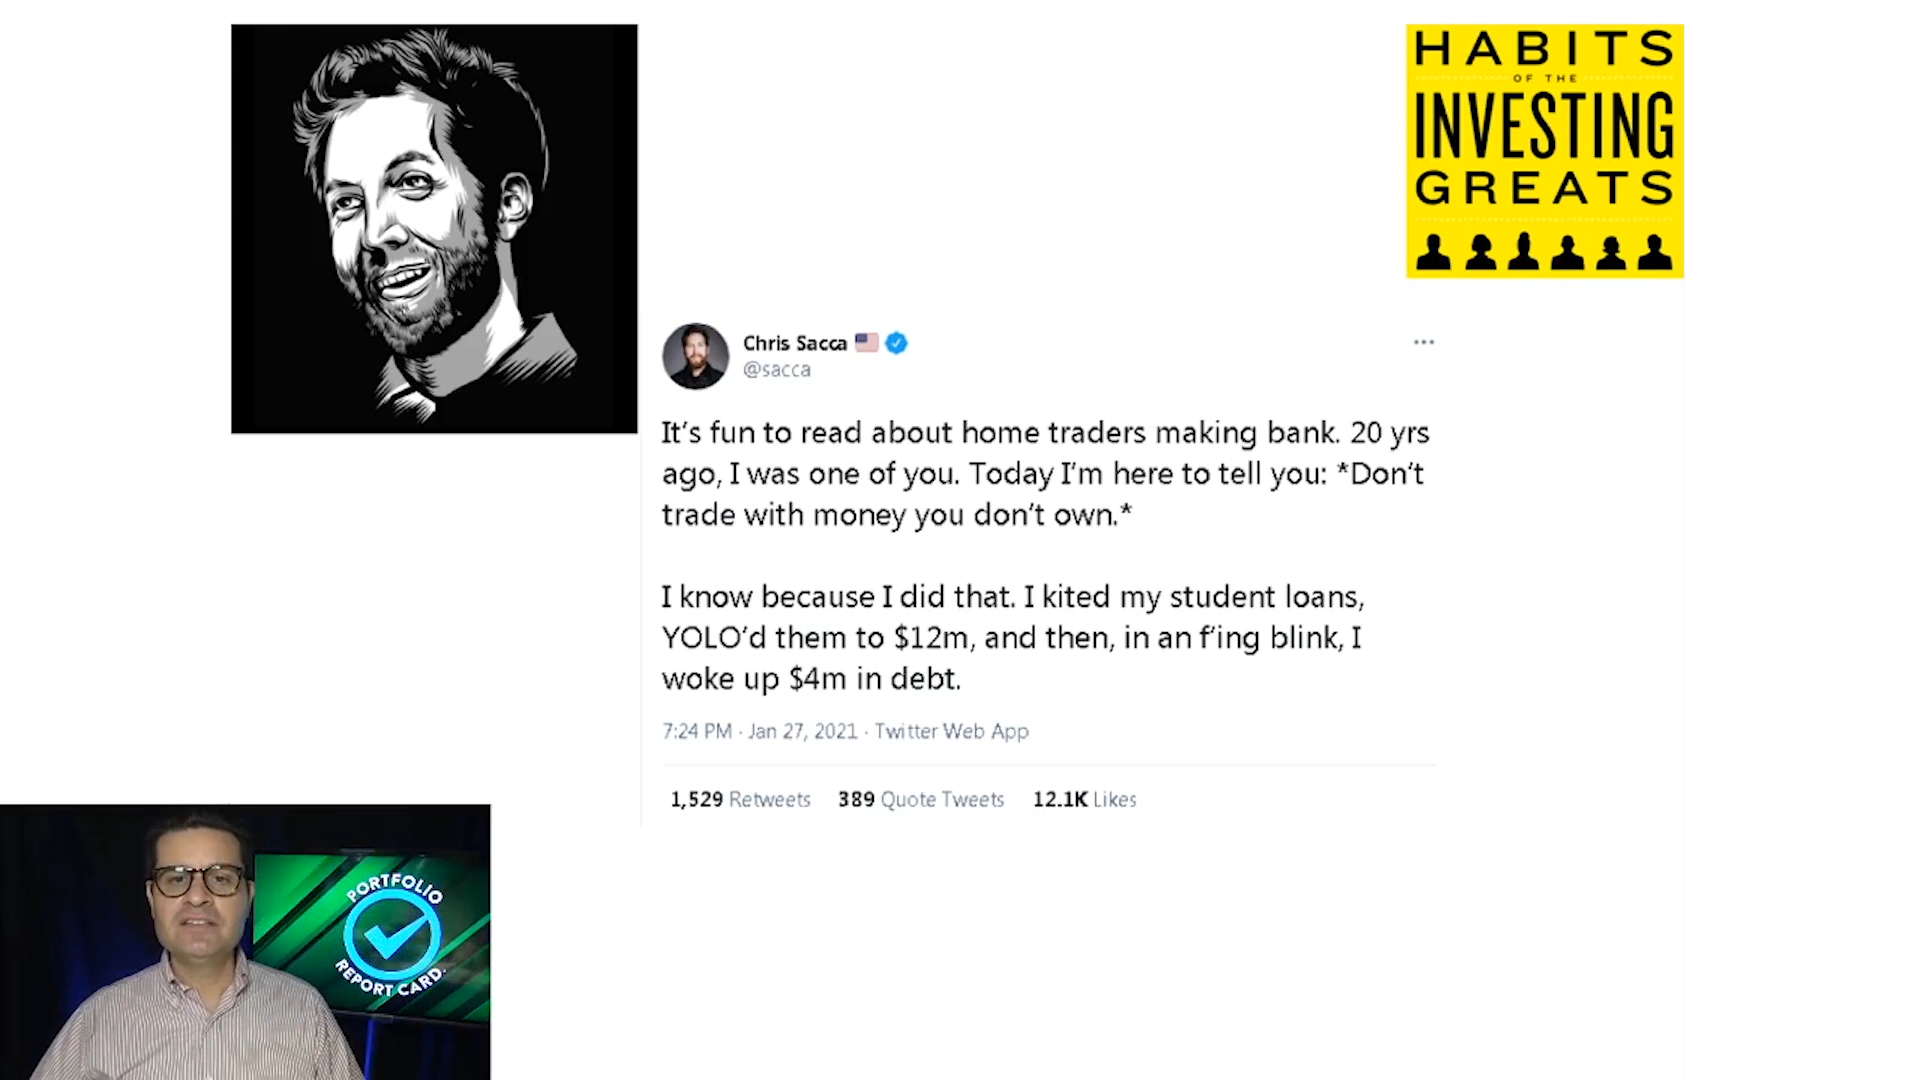 HABITS
OF THE
INVESTING
GREATS
Chris Sacca
@sacca
It's fun to read about home traders making bank. 20 yrs
ago, I was one of you. Today I'm here to tell you: *Don't
trade with money you don't own.*
I know because I did that. I kited my student loans,
YOLO'd them to $12m, and then, in an f'ing blink, I
woke up $4m in debt.
7:24 PM · Jan 27, 2021 · Twitter Web App
1,529 Retweets 389 Quote Tweets 12.1K Likes
PORTFOLIO
REPORT CARD.